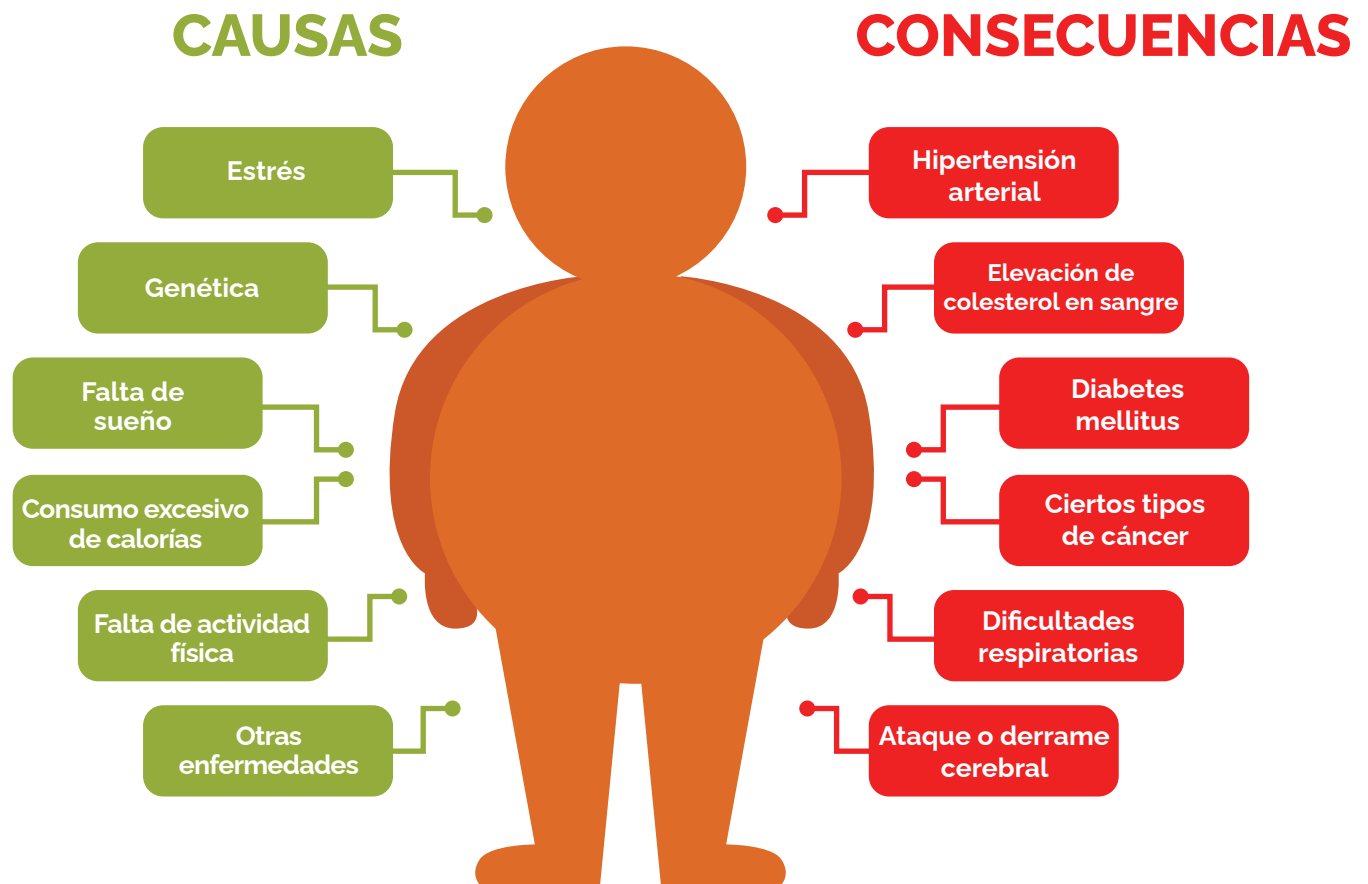 CAUSAS
Estrés
Genética
Falta de
sueño
Consumo excesivo
de calorías
Falta de actividad
física
Otras
enfermedades
CONSECUENCIAS
Hipertensión
arterial
Elevación de
colesterol en sangre
Diabetes
mellitus
Ciertos tipos
de cáncer
Dificultades
respiratorias
Ataque o derrame
cerebral